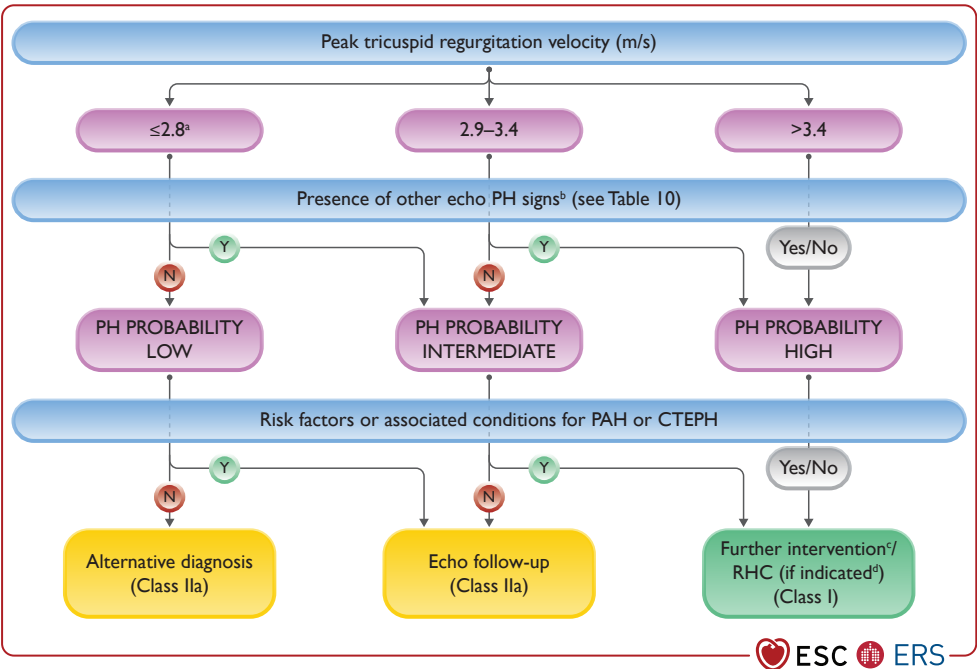 Peak tricuspid regurgitation velocity (m/s)
≤2.8ᵃ
2.9–3.4
>3.4
Presence of other echo PH signsᵇ (see Table 10)
Y
Y
Yes/No
N
N
PH PROBABILITY
LOW
PH PROBABILITY
INTERMEDIATE
PH PROBABILITY
HIGH
Risk factors or associated conditions for PAH or CTEPH
Y
Y
Yes/No
N
N
Alternative diagnosis
(Class IIa)
Echo follow-up
(Class IIa)
Further interventionᶜ/
RHC (if indicatedᵈ)
(Class I)
ESC ERS